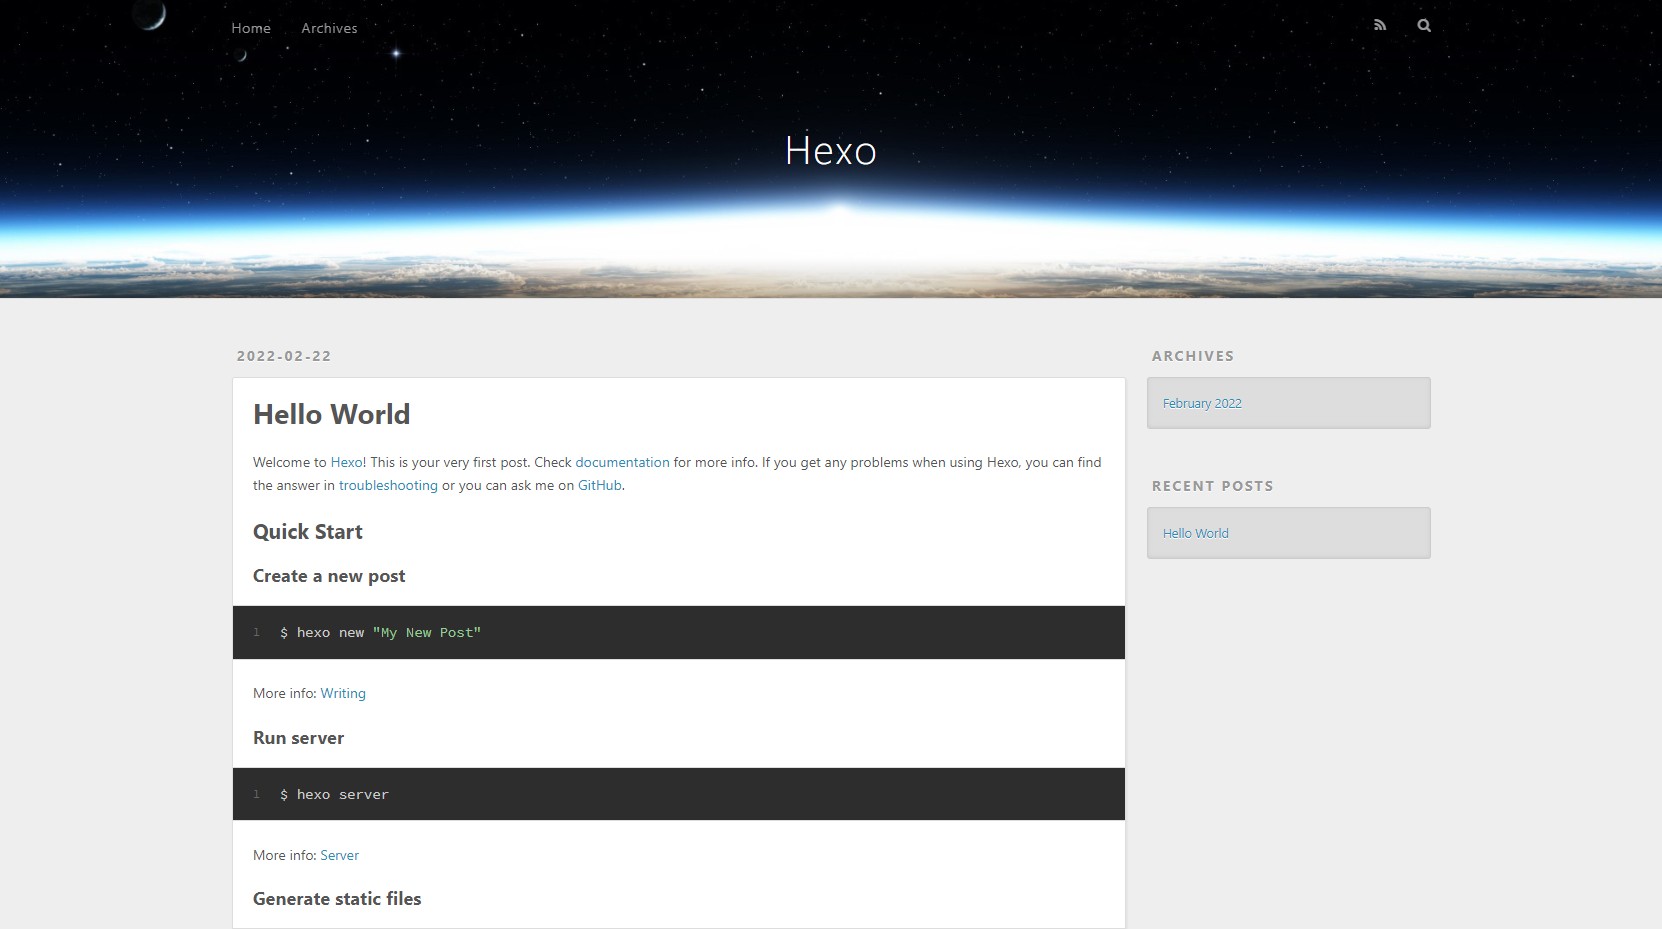 Home Archives
Hexo
2022-02-22
Hello World
Welcome to Hexo! This is your very first post. Check documentation for more info. If you get any problems when using Hexo, you can find
the answer in troubleshooting or you can ask me on GitHub.
Quick Start
Create a new post
1 $ hexo new "My New Post"
More info: Writing
Run server
1 $ hexo server
More info: Server
Generate static files
ARCHIVES
February 2022
RECENT POSTS
Hello World